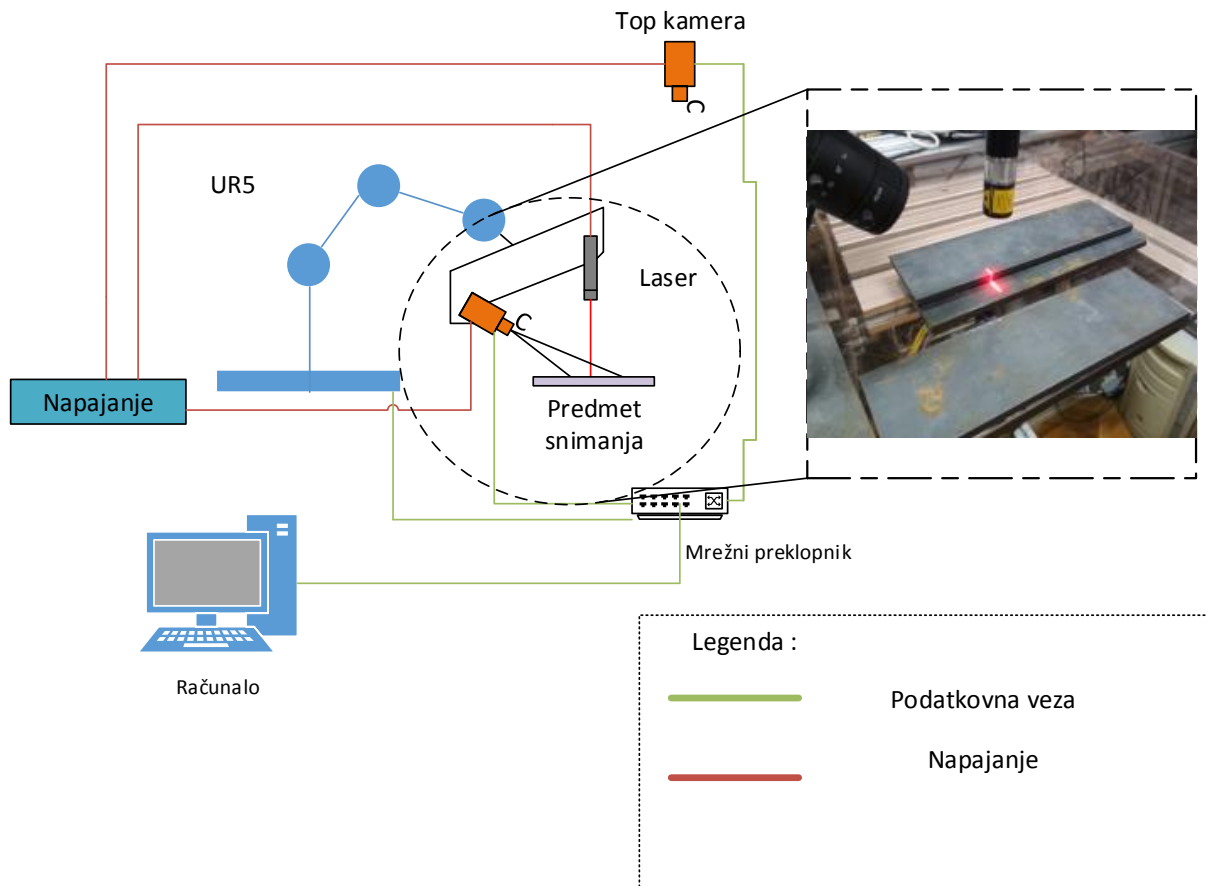 Top kamera
UR5
Laser
Napajanje
Predmet
snimanja
Mrežni preklopnik
Računalo
Legenda :
Podatkovna veza
Napajanje